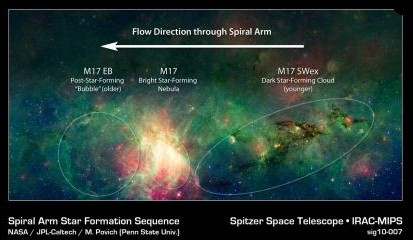 Flow Direction through Spiral Arm
M17 EB
Post-Star-Forming
"Bubble" (older)
M17
Bright Star-Forming
Nebula
M17 SWex
Dark Star-Forming Cloud
(younger)
Spiral Arm Star Formation Sequence
NASA / JPL-Caltech / M. Povich (Penn State Univ.)
Spitzer Space Telescope • IRAC-MIPS
sig10-007